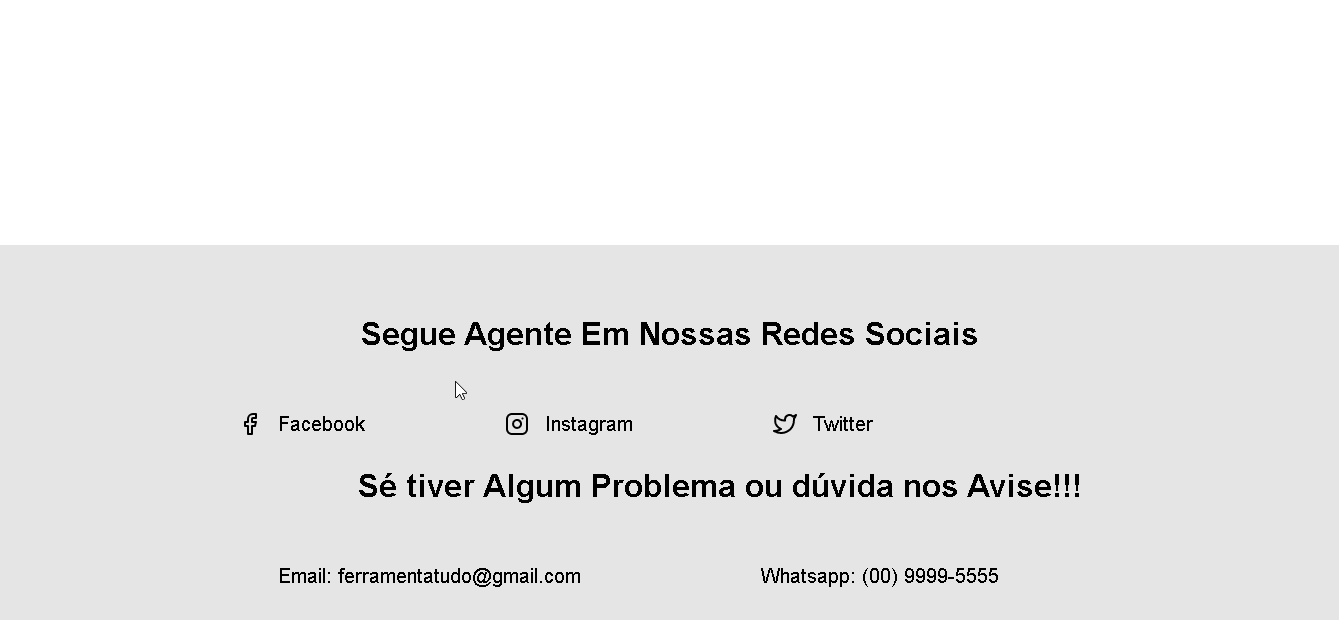 Segue Agente Em Nossas Redes Sociais
Facebook Instagram Twitter
Sé tiver Algum Problema ou dúvida nos Avise!!!
Email: ferramentatudo@gmail.com Whatsapp: (00) 9999-5555